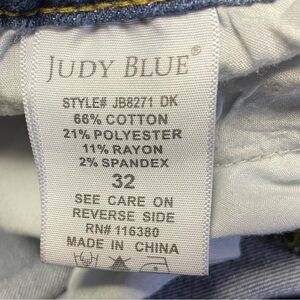 JUDY BLUE®
STYLE# JB8271 DK
66% COTTON
21% POLYESTER
11% RAYON
2% SPANDEX
32
SEE CARE ON
REVERSE SIDE
RN# 116380
MADE IN CHINA